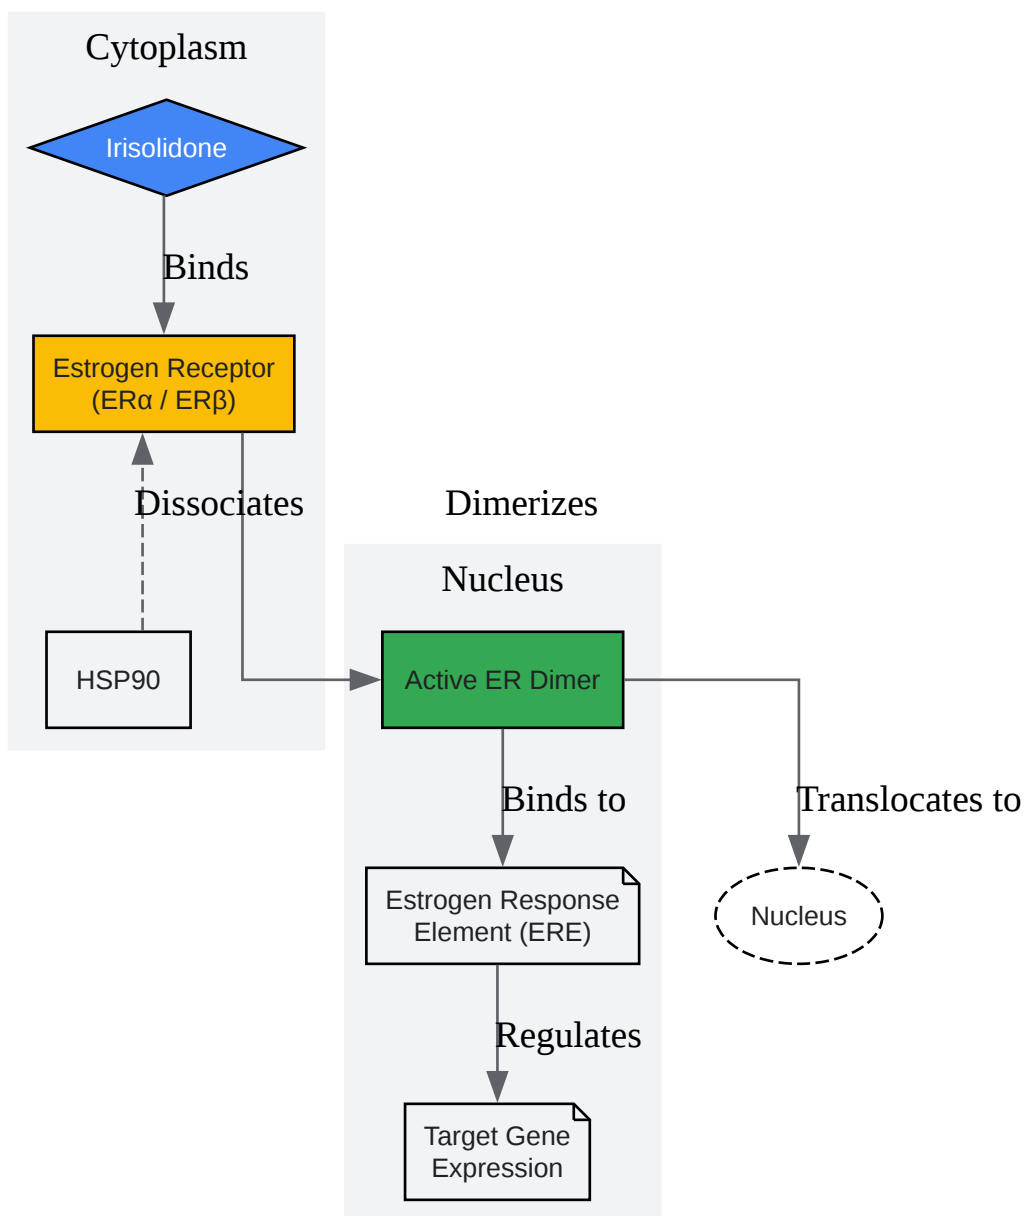 Cytoplasm
Irisolidone
Binds
Estrogen Receptor
(ERα / ERβ)
Dissociates
Dimerizes
Nucleus
HSP90
Active ER Dimer
Binds to
Translocates to
Estrogen Response
Element (ERE)
Nucleus
Regulates
Target Gene
Expression